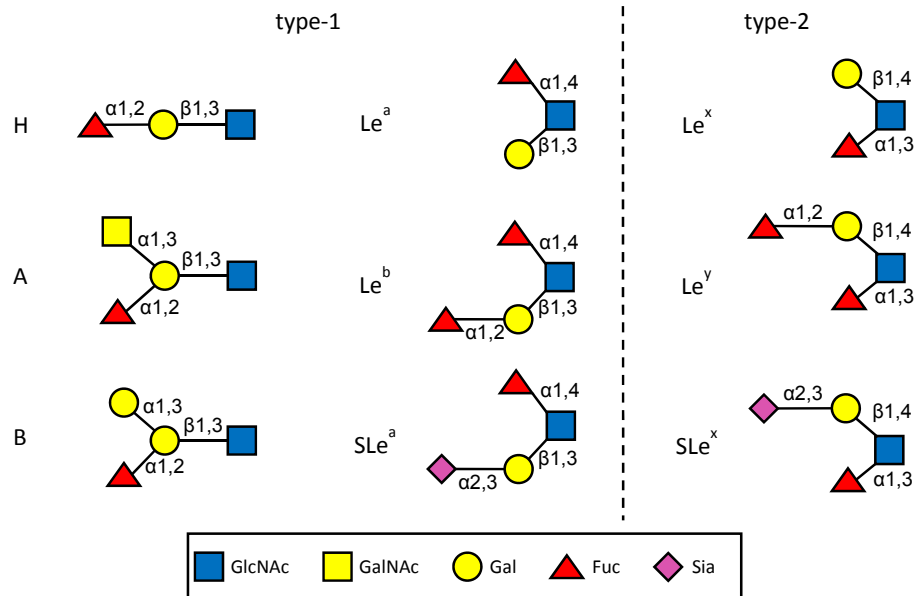 type-1 type-2
H α1,2 β1,3
Le^a α1,4 β1,3
Le^x β1,4 α1,3
A α1,3 β1,3 α1,2
Le^b α1,4 β1,3 α1,2
Le^y α1,2 β1,4 α1,3
B α1,3 β1,3 α1,2
SLe^a α1,4 β1,3 α2,3
SLe^x α2,3 β1,4 α1,3
GlcNAc GalNAc Gal Fuc Sia